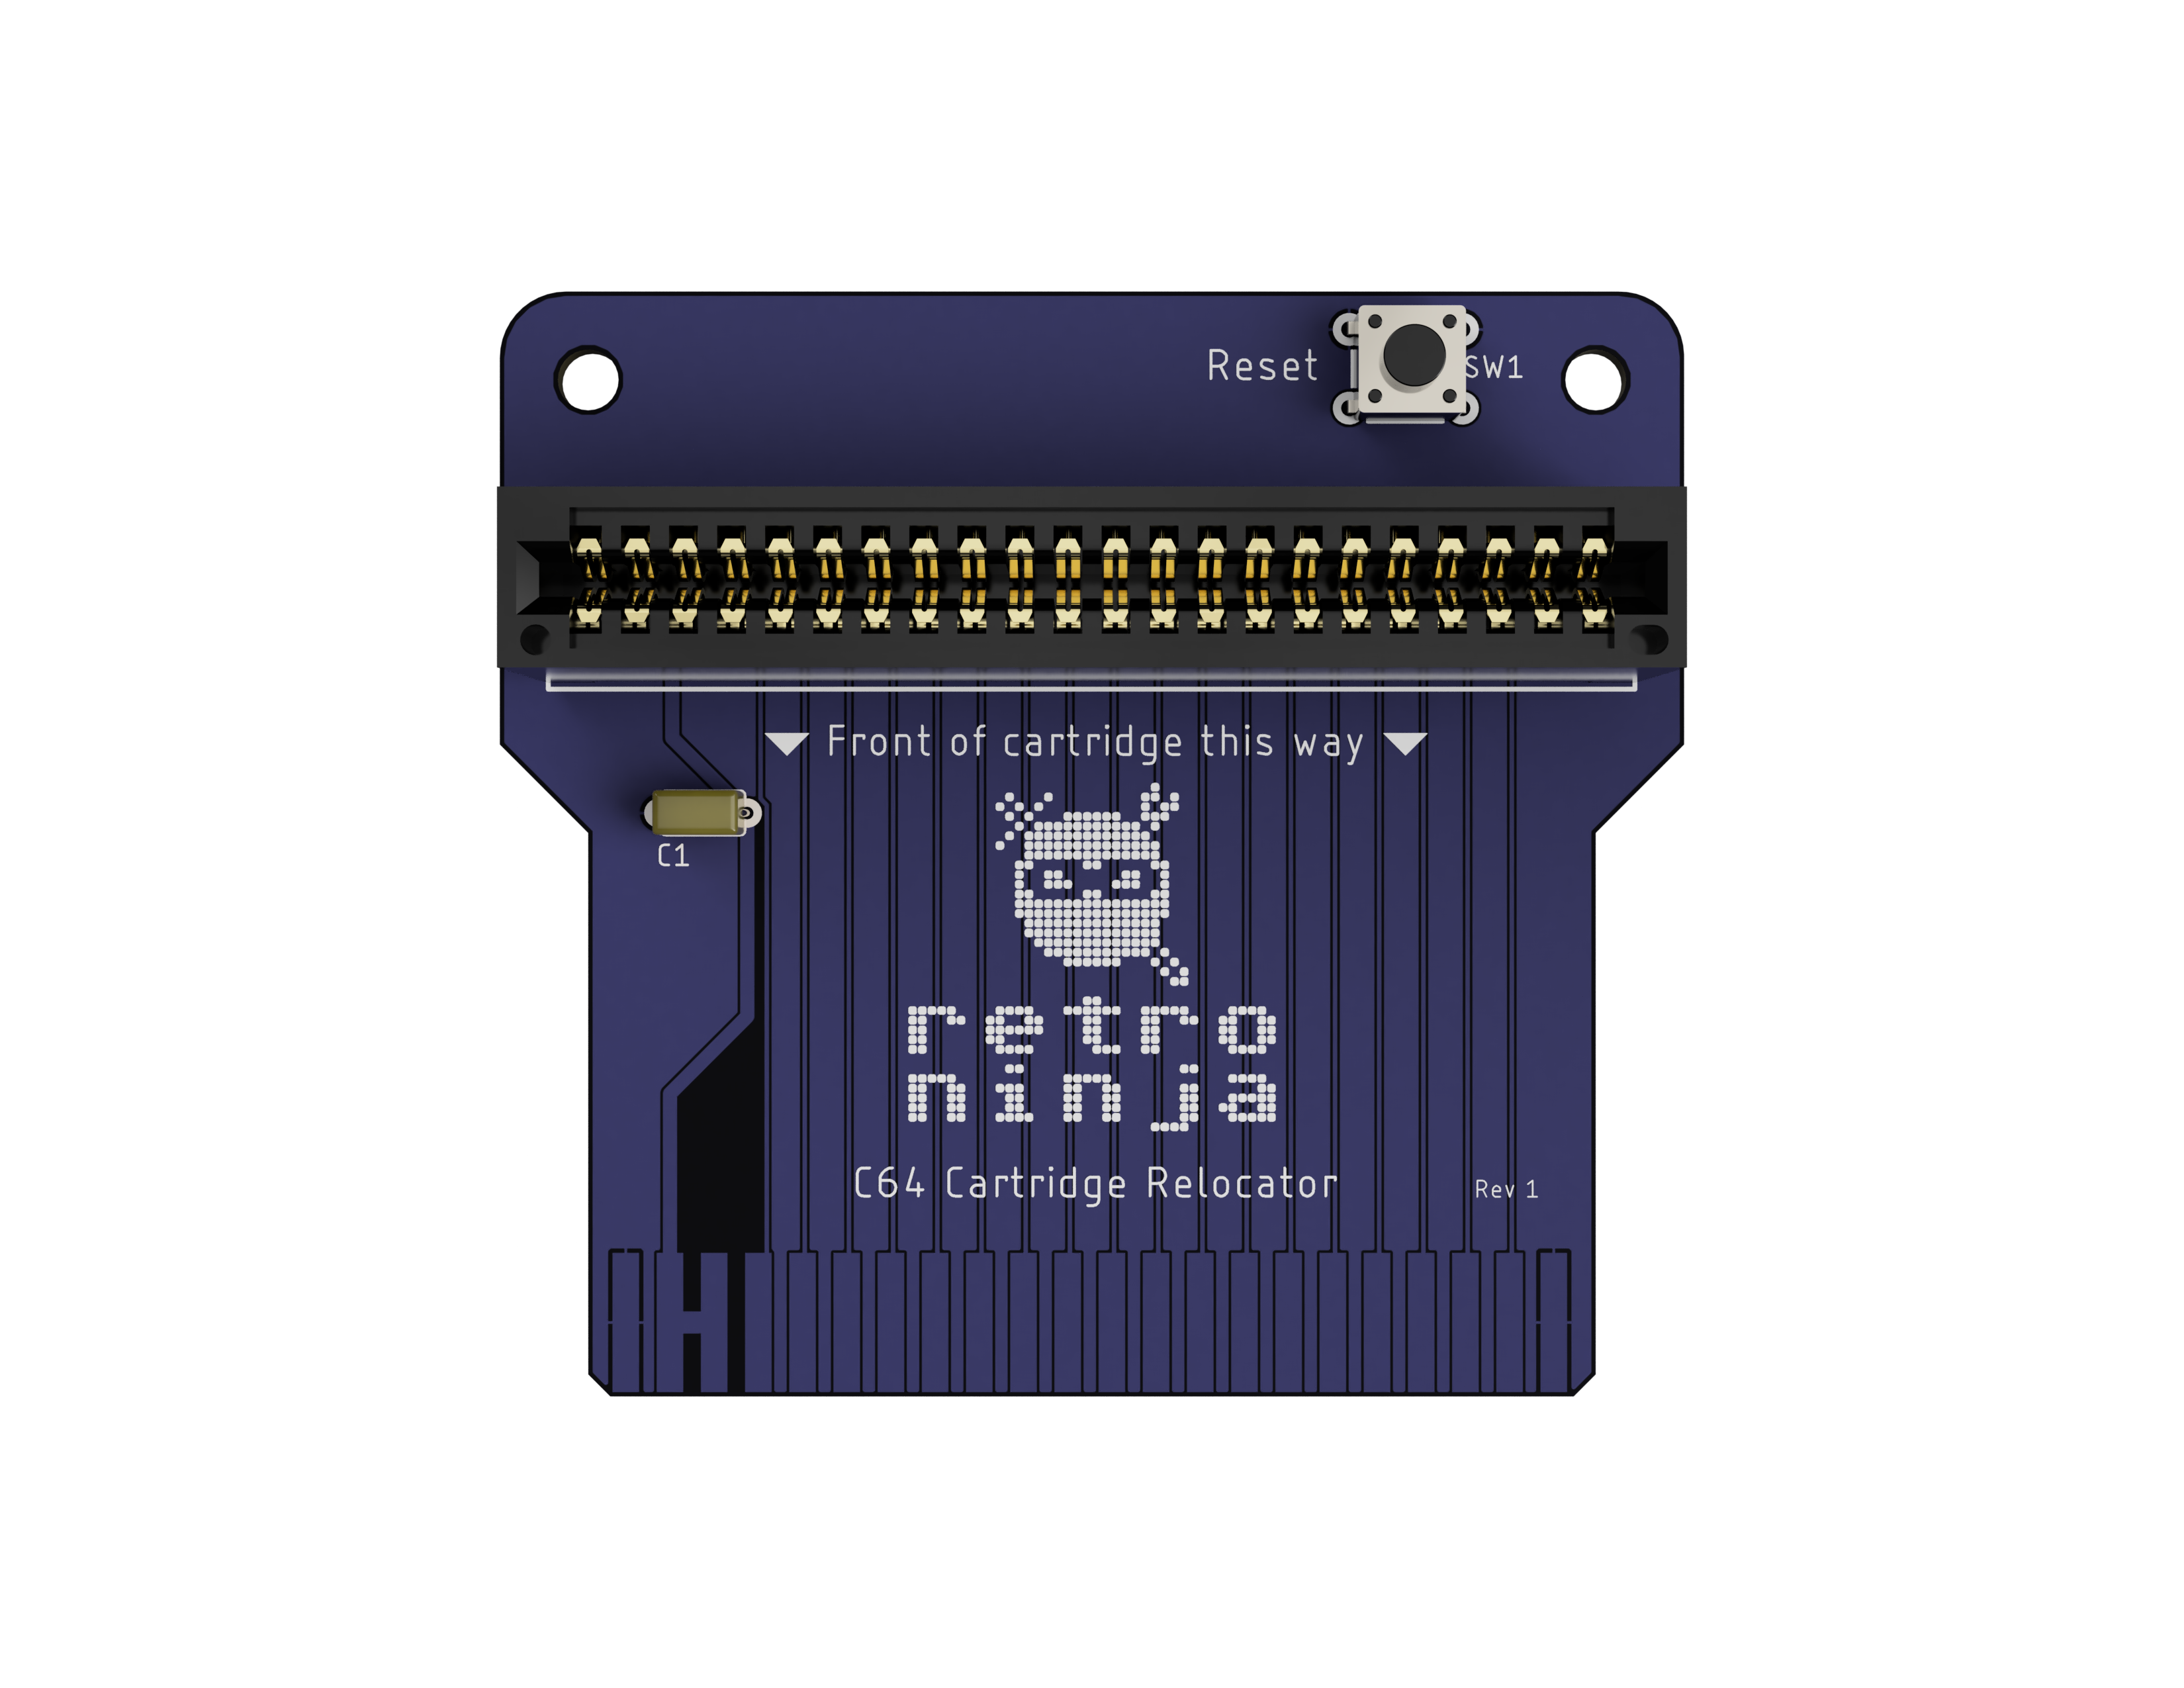 Reset
SW1
Front of cartridge this way
C1
retro
ninja
C64 Cartridge Relocator
Rev 1